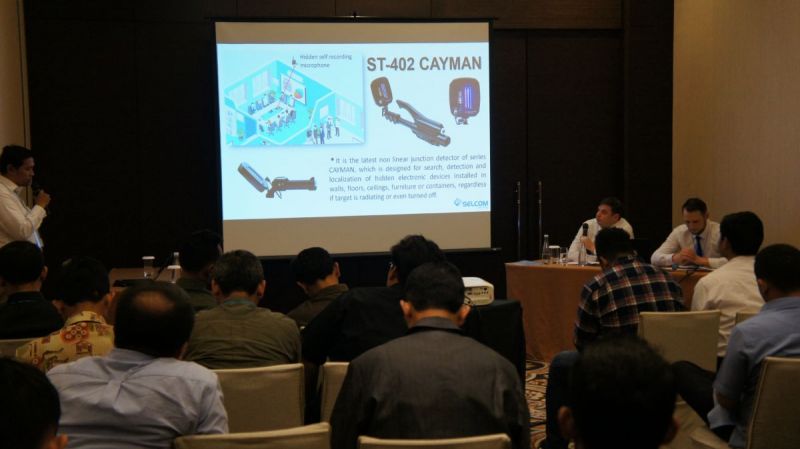 Hidden self recording
microphone
ST-402 CAYMAN
* It is the latest non linear junction detector of series
CAYMAN, which is designed for search, detection and
localization of hidden electronic devices installed in
walls, floors, ceilings, furniture or containers, regardless
if target is radiating or even turned off.
SELCOM